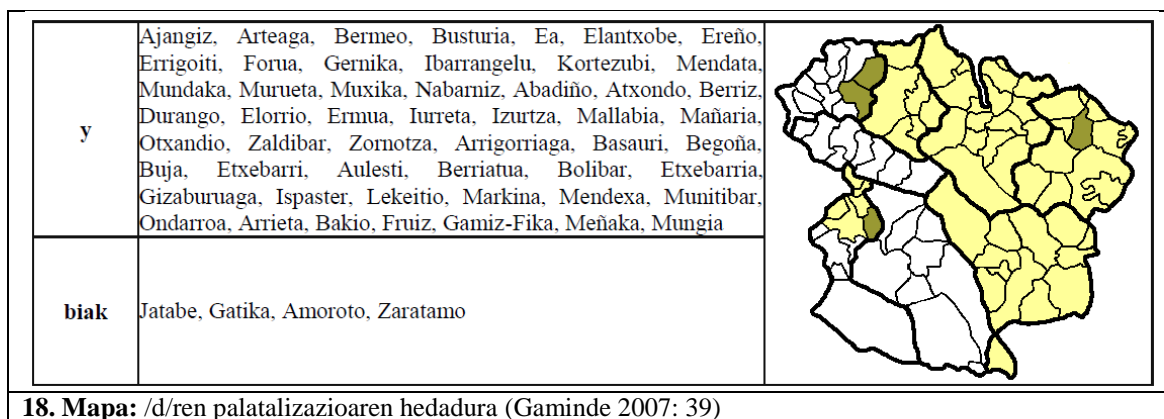 y
Ajangiz, Arteaga, Bermeo, Busturia, Ea, Elantxobe, Ereño,
Errigoiti, Forua, Gernika, Ibarrangelu, Kortezubi, Mendata,
Mundaka, Murueta, Muxika, Nabarniz, Abadiño, Atxondo, Berriz,
Durango, Elorrio, Ermua, Iurreta, Izurtza, Mallabia, Mañaria,
Otxandio, Zaldibar, Zornotza, Arrigorriaga, Basauri, Begoña,
Buja, Etxebarri, Aulesti, Berriatua, Bolibar, Etxebarria,
Gizaburuaga, Ispaster, Lekeitio, Markina, Mendexa, Munitibar,
Ondarroa, Arrieta, Bakio, Fruiz, Gamiz-Fika, Meñaka, Mungia
biak
Jatabe, Gatika, Amoroto, Zaratamo
18. Mapa: /d/ren palatalizazioaren hedadura (Gaminde 2007: 39)